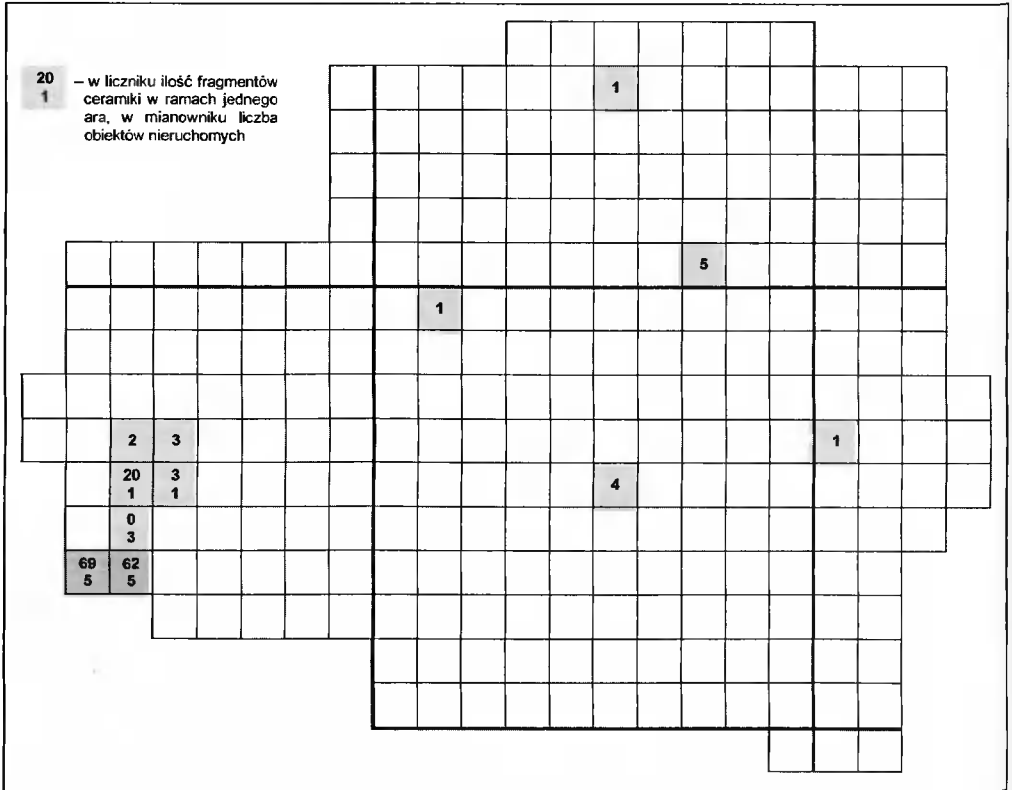 20
1
– w liczniku ilość fragmentów
ceramiki w ramach jednego
ara, w mianowniku liczba
obiektów nieruchomych
1
5
1
2 3 1
20 3 4
1 1
0
3
69 62
5 5